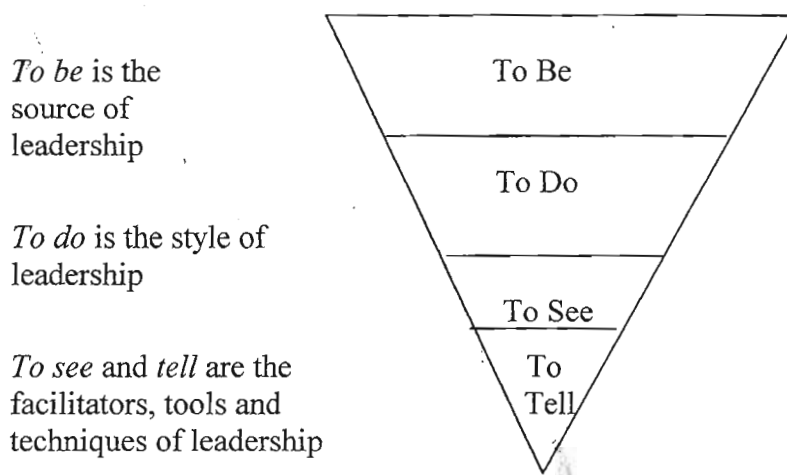 To be is the
source of
leadership
To do is the style of
leadership
To see and tell are the
facilitators, tools and
techniques of leadership
To Be
To Do
To See
To
Tell